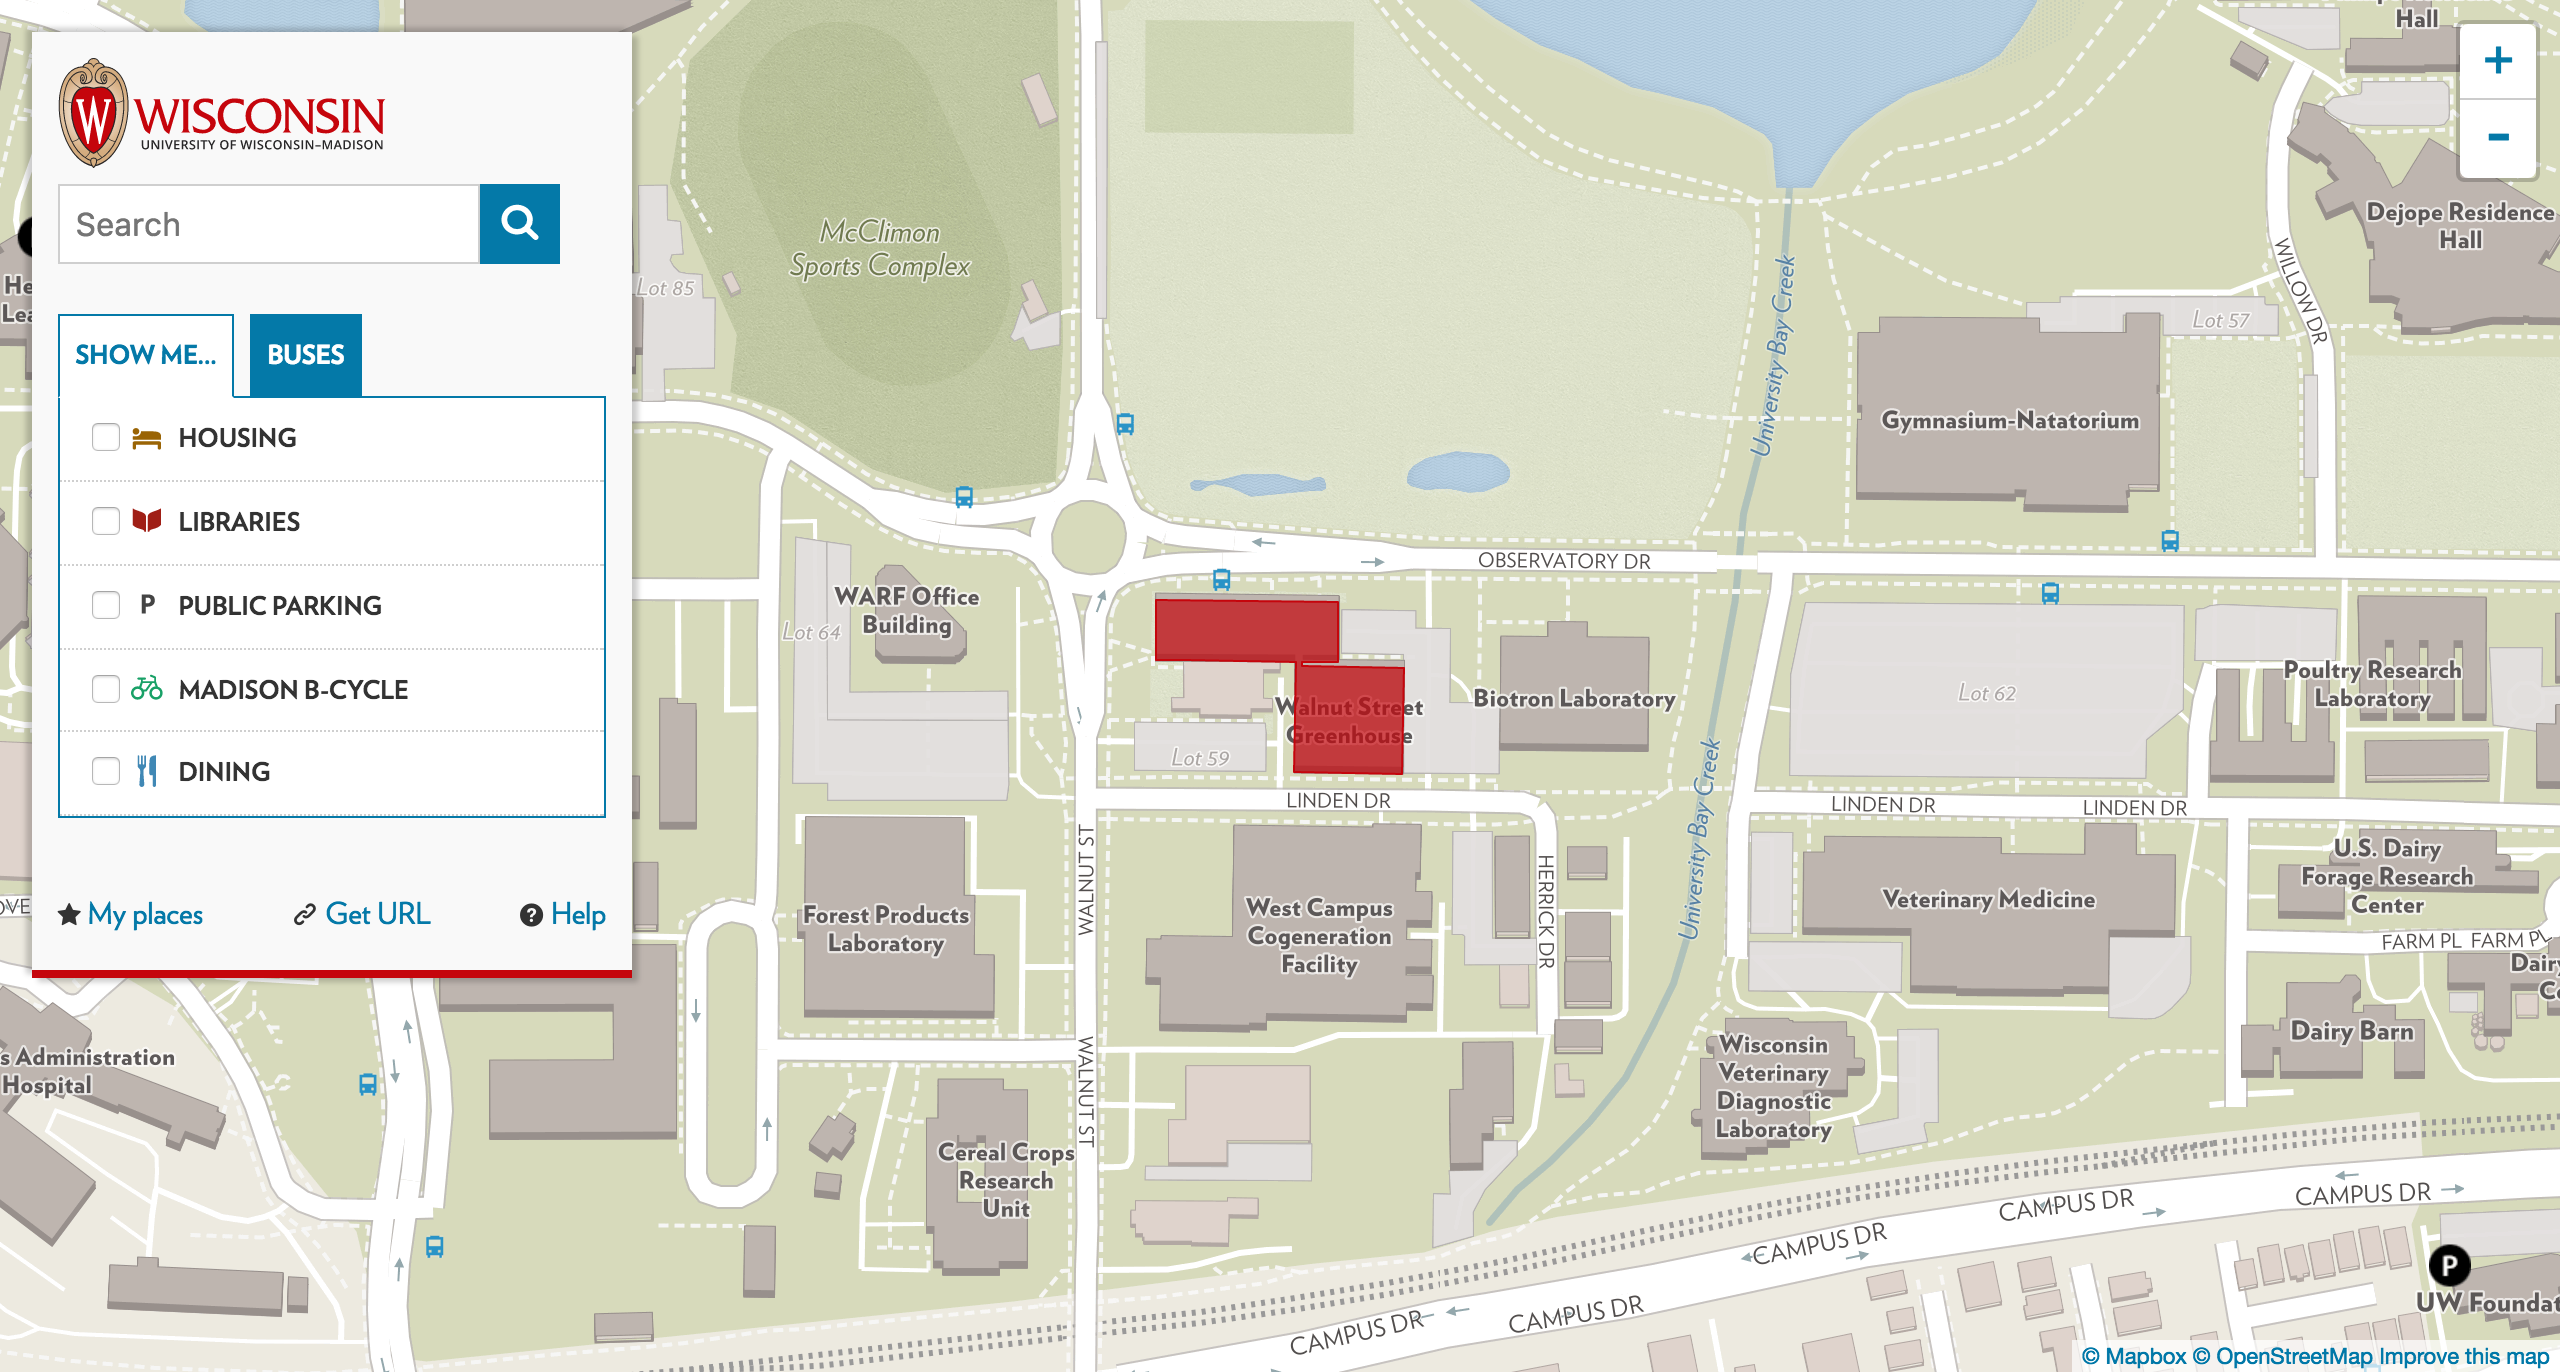 WISCONSIN
UNIVERSITY OF WISCONSIN–MADISON
Search
SHOW ME...
BUSES
HOUSING
LIBRARIES
P PUBLIC PARKING
MADISON B-CYCLE
DINING
My places
Get URL
? Help
Hall
+
−
McClimon
Sports Complex
Lot 85
University Bay Creek
Dejope Residence
Hall
WILLOW DR
Lot 57
Gymnasium-Natatorium
OBSERVATORY DR
WARF Office
Building
Lot 64
Walnut Street
Greenhouse
Lot 59
Biotron Laboratory
Lot 62
Poultry Research
Laboratory
LINDEN DR
LINDEN DR
LINDEN DR
University Bay Creek
WALNUT ST
HERRICK DR
Forest Products
Laboratory
West Campus
Cogeneration
Facility
Veterinary Medicine
U.S. Dairy
Forage Research
Center
FARM PL
FARM PL
Dairy Barn
s Administration
Hospital
WALNUT ST
Cereal Crops
Research
Unit
Wisconsin
Veterinary
Diagnostic
Laboratory
CAMPUS DR
CAMPUS DR
CAMPUS DR
CAMPUS DR
CAMPUS DR
P
UW Foundat
© Mapbox © OpenStreetMap Improve this map